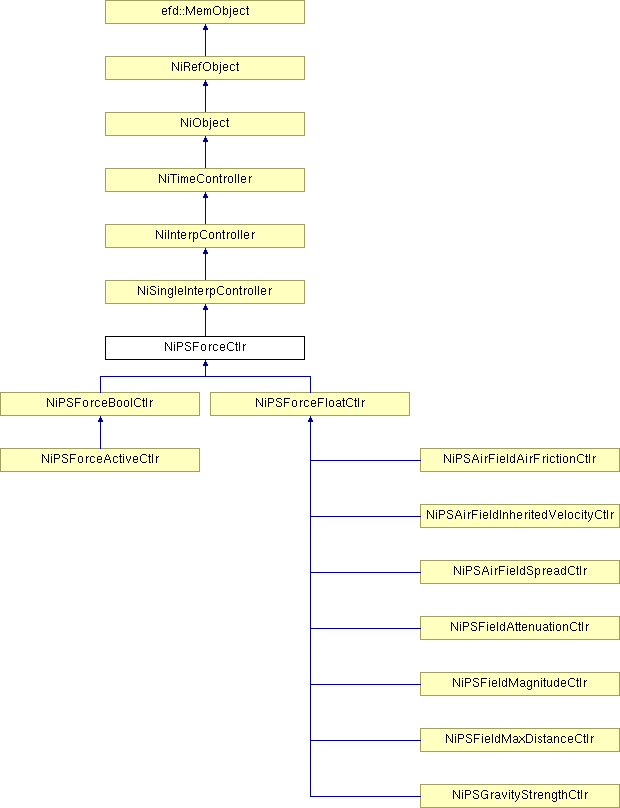 efd::MemObject
NiRefObject
NiObject
NiTimeController
NiInterpController
NiSingleInterpController
NiPSForceCtlr
NiPSForceBoolCtlr
NiPSForceFloatCtlr
NiPSForceActiveCtlr
NiPSAirFieldAirFrictionCtlr
NiPSAirFieldInheritedVelocityCtlr
NiPSAirFieldSpreadCtlr
NiPSFieldAttenuationCtlr
NiPSFieldMagnitudeCtlr
NiPSFieldMaxDistanceCtlr
NiPSGravityStrengthCtlr